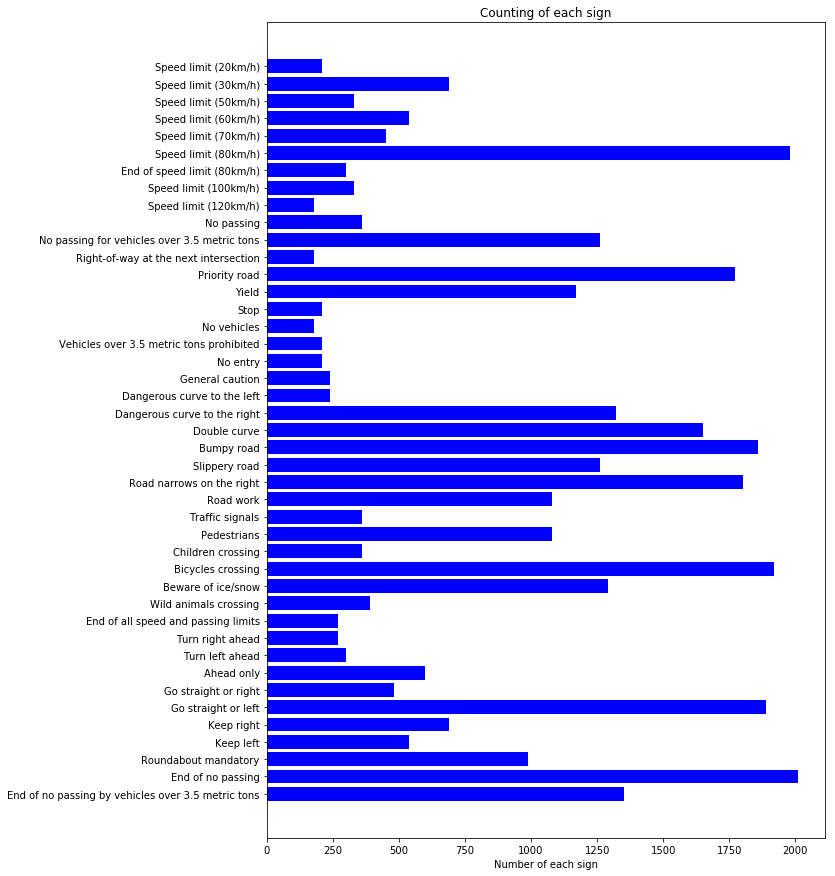 Counting of each sign
Speed limit (20km/h)
Speed limit (30km/h)
Speed limit (50km/h)
Speed limit (60km/h)
Speed limit (70km/h)
Speed limit (80km/h)
End of speed limit (80km/h)
Speed limit (100km/h)
Speed limit (120km/h)
No passing
No passing for vehicles over 3.5 metric tons
Right-of-way at the next intersection
Priority road
Yield
Stop
No vehicles
Vehicles over 3.5 metric tons prohibited
No entry
General caution
Dangerous curve to the left
Dangerous curve to the right
Double curve
Bumpy road
Slippery road
Road narrows on the right
Road work
Traffic signals
Pedestrians
Children crossing
Bicycles crossing
Beware of ice/snow
Wild animals crossing
End of all speed and passing limits
Turn right ahead
Turn left ahead
Ahead only
Go straight or right
Go straight or left
Keep right
Keep left
Roundabout mandatory
End of no passing
End of no passing by vehicles over 3.5 metric tons
0 250 500 750 1000 1250 1500 1750 2000
Number of each sign